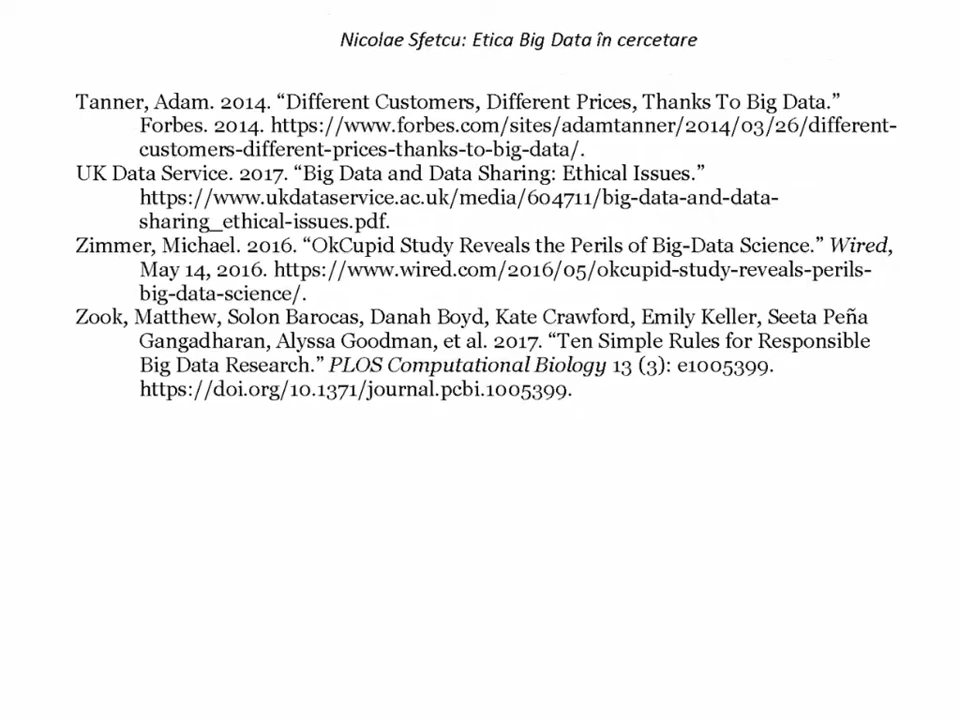 Nicolae Sfetcu: Etica Big Data în cercetare
Tanner, Adam. 2014. “Different Customers, Different Prices, Thanks To Big Data.”
Forbes. 2014. https://www.forbes.com/sites/adamtanner/2014/03/26/different-
customers-different-prices-thanks-to-big-data/.
UK Data Service. 2017. “Big Data and Data Sharing: Ethical Issues.”
https://www.ukdataservice.ac.uk/media/604711/big-data-and-data-
sharing_ethical-issues.pdf.
Zimmer, Michael. 2016. “OkCupid Study Reveals the Perils of Big-Data Science.” Wired,
May 14, 2016. https://www.wired.com/2016/05/okcupid-study-reveals-perils-
big-data-science/.
Zook, Matthew, Solon Barocas, Danah Boyd, Kate Crawford, Emily Keller, Seeta Peña
Gangadharan, Alyssa Goodman, et al. 2017. “Ten Simple Rules for Responsible
Big Data Research.” PLOS Computational Biology 13 (3): e1005399.
https://doi.org/10.1371/journal.pcbi.1005399.